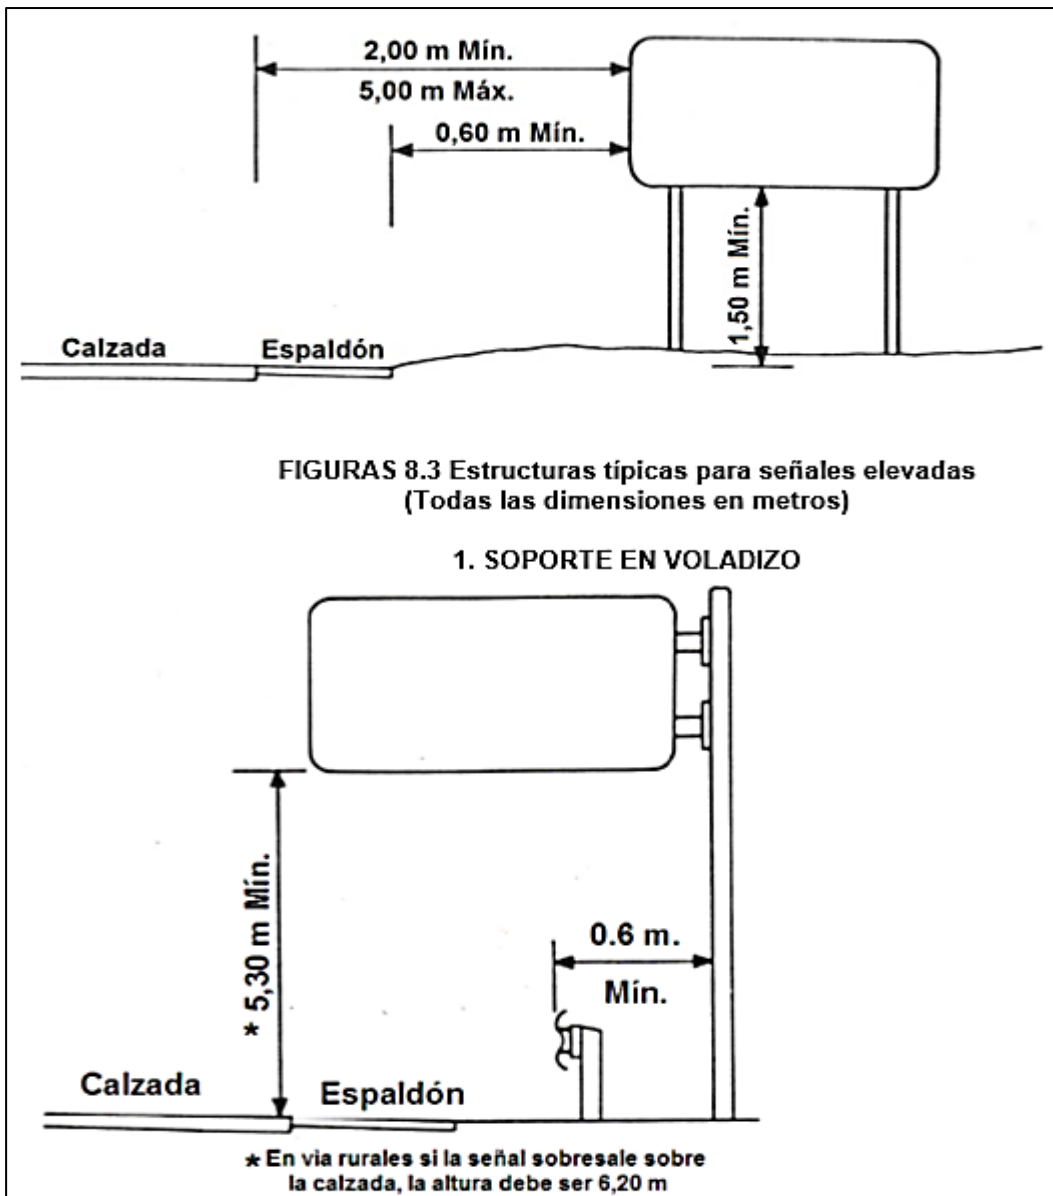 2,00 m Mín.
5,00 m Máx.
0,60 m Mín.
1,50 m Mín.
Calzada
Espaldón
FIGURAS 8.3 Estructuras típicas para señales elevadas
(Todas las dimensiones en metros)
1. SOPORTE EN VOLADIZO
* 5,30 m Mín.
0.6 m.
Mín.
Calzada
Espaldón
* En via rurales si la señal sobresale sobre
la calzada, la altura debe ser 6,20 m